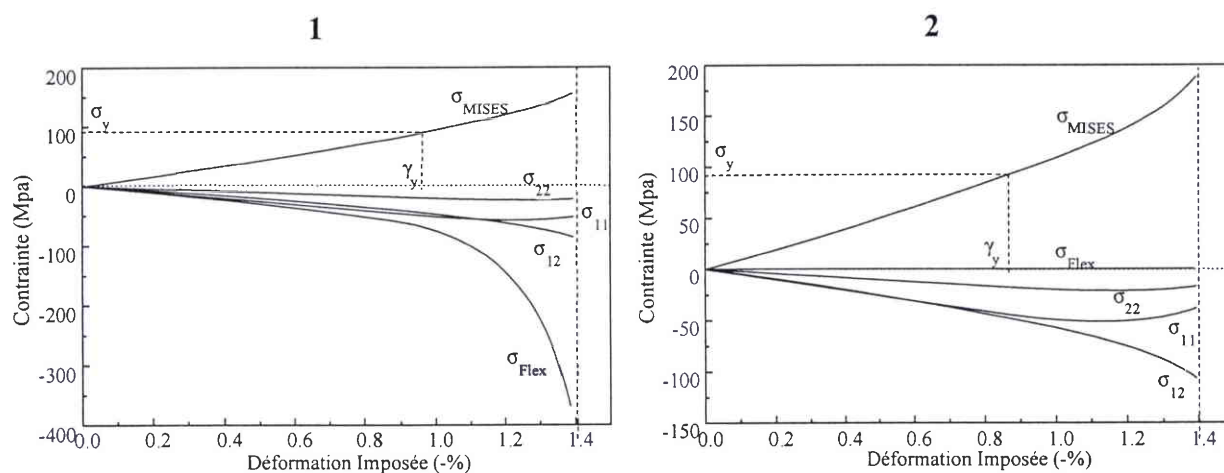 1
200
100
0
-100
-200
-300
-400
Contrainte (Mpa)
σy
σMISES
γy
σ22
σ11
σ12
σFlex
0.0 0.2 0.4 0.6 0.8 1.0 1.2 1.4
Déformation Imposée (-%)
2
200
150
100
50
0
-50
-100
-150
Contrainte (Mpa)
σMISES
σy
γy
σFlex
σ22
σ11
σ12
0.0 0.2 0.4 0.6 0.8 1.0 1.2 1.4
Déformation Imposée (-%)